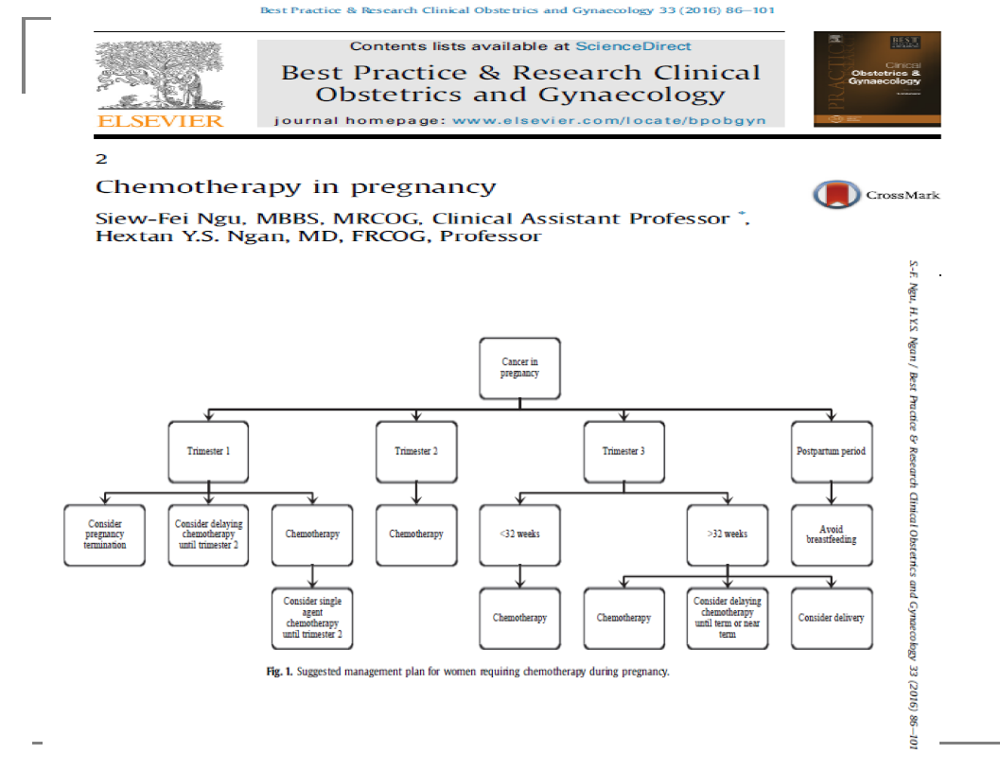 Best Practice & Research Clinical Obstetrics and Gynaecology 33 (2016) 86–101
Contents lists available at ScienceDirect
Best Practice & Research Clinical
Obstetrics and Gynaecology
journal homepage: www.elsevier.com/locate/bpobgyn
ELSEVIER
BEST
PRACTICE
Clinical
Obstetrics &
Gynaecology
2
Chemotherapy in pregnancy
CrossMark
Siew-Fei Ngu, MBBS, MRCOG, Clinical Assistant Professor *,
Hextan Y.S. Ngan, MD, FRCOG, Professor
S.-F. Ngu, H.Y.S. Ngan / Best Practice & Research Clinical Obstetrics and Gynaecology 33 (2016) 86–101
Cancer in
pregnancy
Trimester 1
Trimester 2
Trimester 3
Postpartum period
Consider
pregnancy
termination
Consider delaying
chemotherapy
until trimester 2
Chemotherapy
Chemotherapy
<32 weeks
>32 weeks
Avoid
breastfeeding
Consider single
agent
chemotherapy
until trimester 2
Chemotherapy
Chemotherapy
Consider delaying
chemotherapy
until term or near
term
Consider delivery
Fig. 1. Suggested management plan for women requiring chemotherapy during pregnancy.